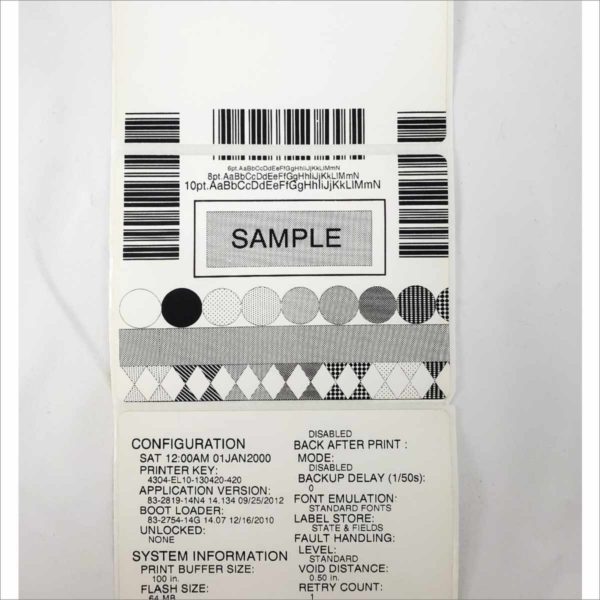 6pt.AaBbCcDdEeFfGgHhIiJjKkLlMmN
8pt.AaBbCcDdEeFfGgHhIiJjKkLlMmN
10pt.AaBbCcDdEeFfGgHhIiJjKkLlMmN
SAMPLE
CONFIGURATION
SAT 12:00AM 01JAN2000
PRINTER KEY:
4304-EL10-130420-420
APPLICATION VERSION:
83-2819-14N4 14.134 09/25/2012
BOOT LOADER:
83-2754-14G 14.07 12/16/2010
UNLOCKED:
NONE
SYSTEM INFORMATION
PRINT BUFFER SIZE:
100 in.
FLASH SIZE:
64 MB
DISABLED
BACK AFTER PRINT :
MODE:
DISABLED
BACKUP DELAY (1/50s):
0
FONT EMULATION:
STANDARD FONTS
LABEL STORE:
STATE & FIELDS
FAULT HANDLING:
LEVEL:
STANDARD
VOID DISTANCE:
0.50 in.
RETRY COUNT:
1